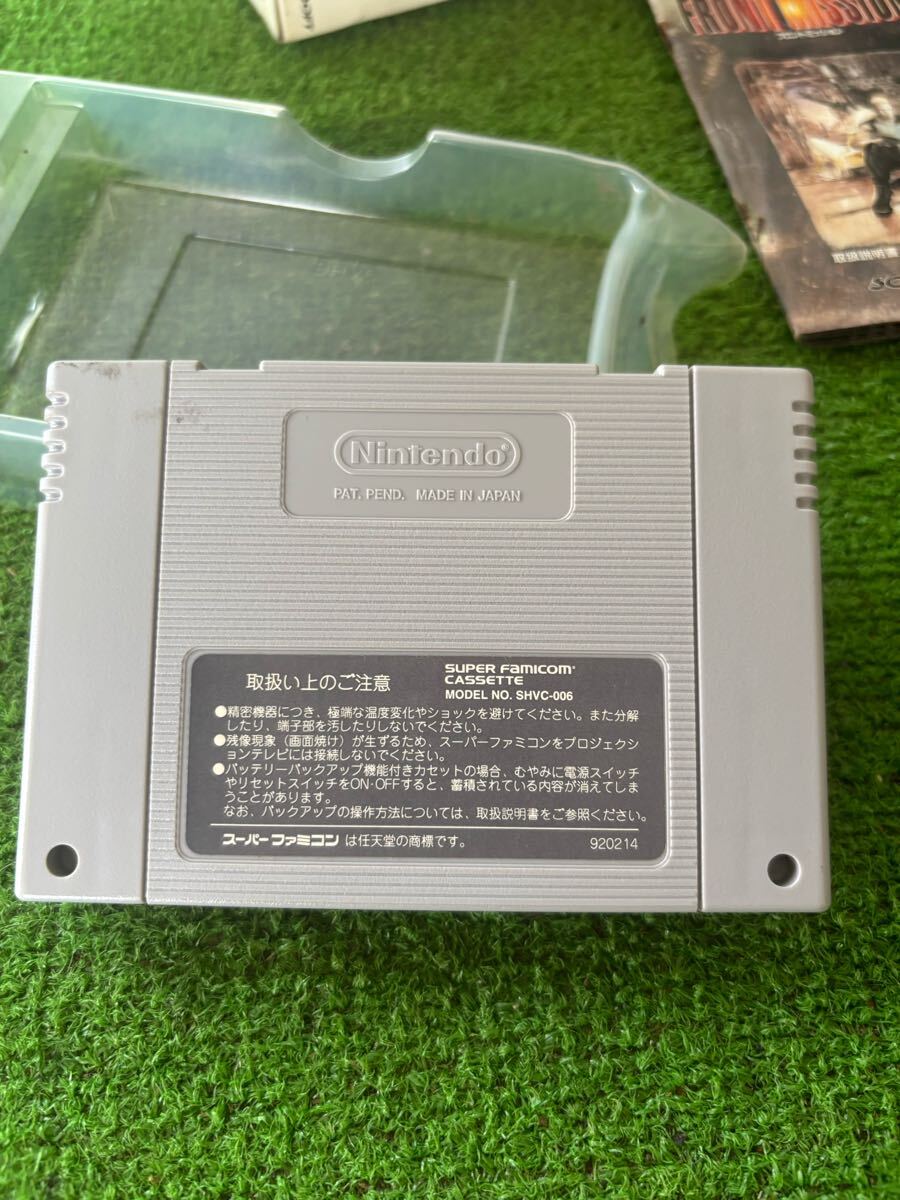 FRONT MISSION
取扱説明書
Nintendo®
PAT. PEND. MADE IN JAPAN
取扱い上のご注意
SUPER FAMICOM®
CASSETTE
MODEL NO. SHVC-006
●精密機器につき、極端な温度変化やショックを避けてください。また分解
したり、端子部を汚したりしないでください。
●残像現象（画面焼け）が生ずるため、スーパーファミコンをプロジェクシ
ョンテレビには接続しないでください。
●バッテリーバックアップ機能付きカセットの場合、むやみに電源スイッチ
やリセットスイッチをON・OFFすると、蓄積されている内容が消えてしま
うことがあります。
なお、バックアップの操作方法については、取扱説明書をご参照ください。
スーパーファミコン は任天堂の商標です。
920214